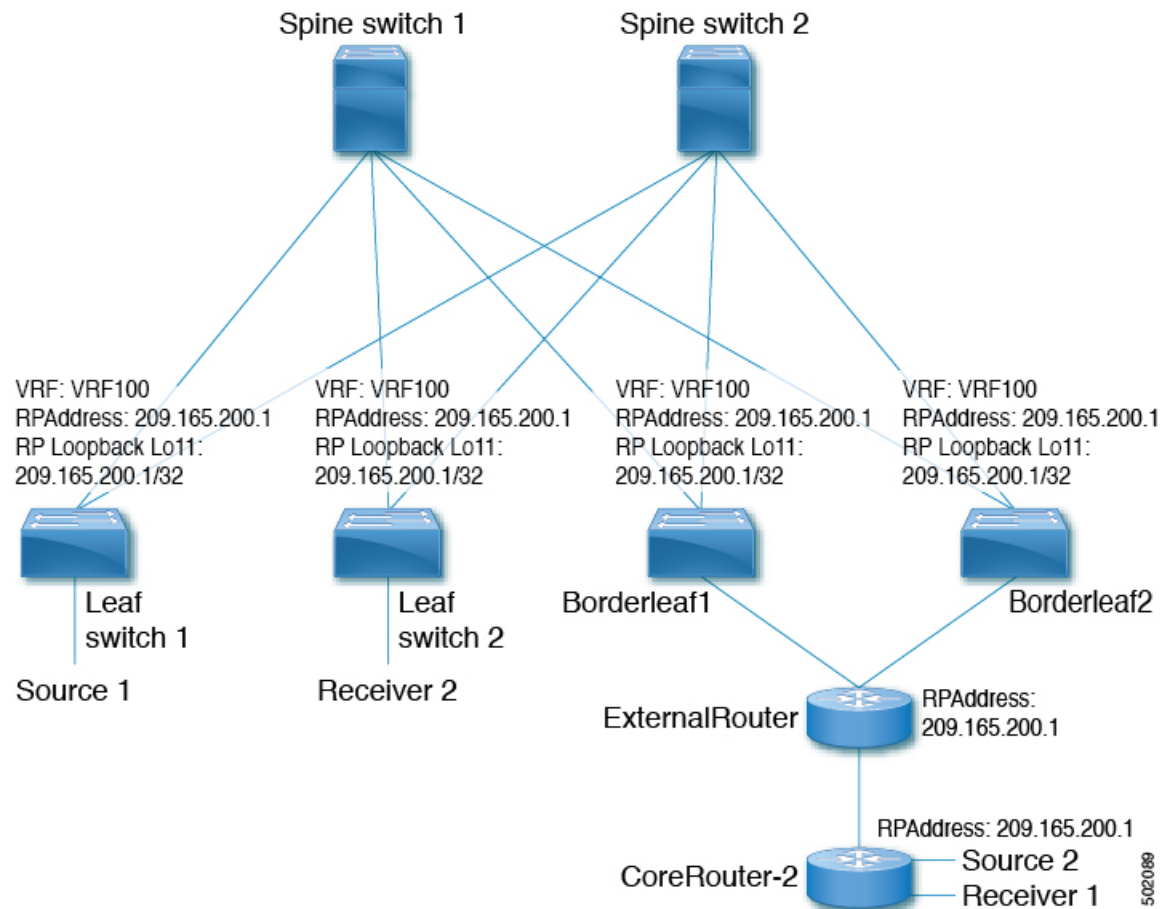 Spine switch 1
Spine switch 2
VRF: VRF100
RPAddress: 209.165.200.1
RP Loopback Lo11:
209.165.200.1/32
VRF: VRF100
RPAddress: 209.165.200.1
RP Loopback Lo11:
209.165.200.1/32
VRF: VRF100
RPAddress: 209.165.200.1
RP Loopback Lo11:
209.165.200.1/32
VRF: VRF100
RPAddress: 209.165.200.1
RP Loopback Lo11:
209.165.200.1/32
Leaf
switch 1
Leaf
switch 2
Borderleaf1
Borderleaf2
Source 1
Receiver 2
ExternalRouter
RPAddress:
209.165.200.1
RPAddress: 209.165.200.1
CoreRouter-2
Source 2
Receiver 1
502089